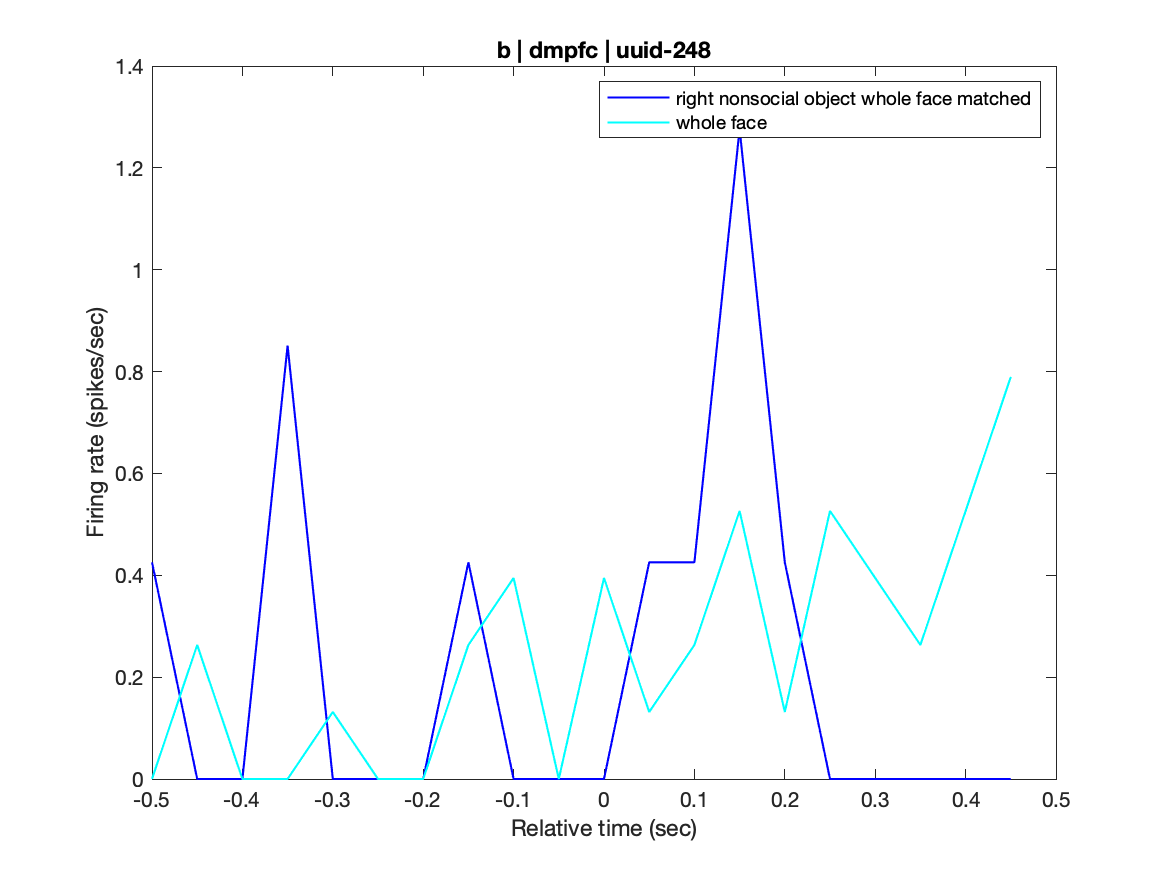 b | dmpfc | uuid-248
right nonsocial object whole face matched
whole face
1.4
1.2
1
0.8
0.6
0.4
0.2
0
Firing rate (spikes/sec)
-0.5 -0.4 -0.3 -0.2 -0.1 0 0.1 0.2 0.3 0.4 0.5
Relative time (sec)